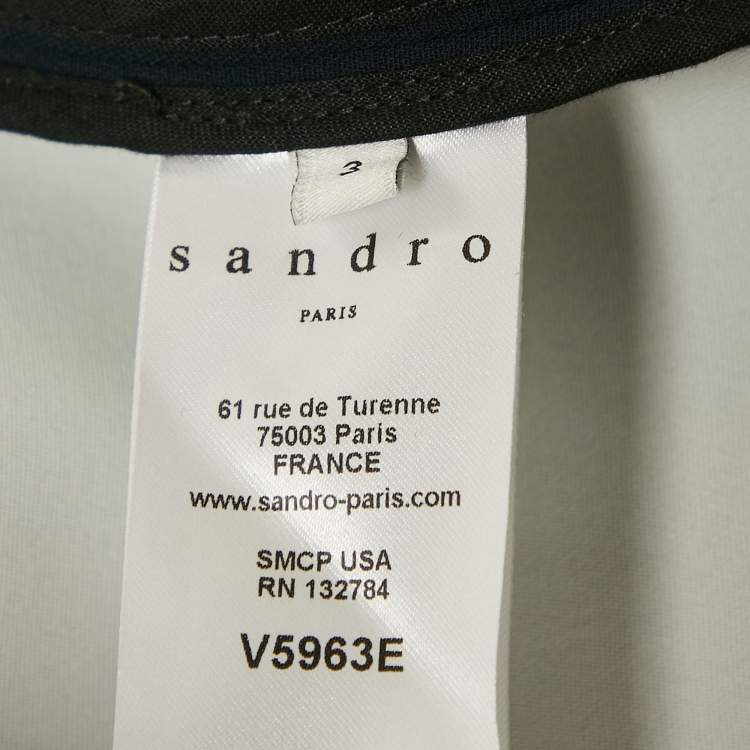 3
sandro
PARIS
61 rue de Turenne
75003 Paris
FRANCE
www.sandro-paris.com
SMCP USA
RN 132784
V5963E